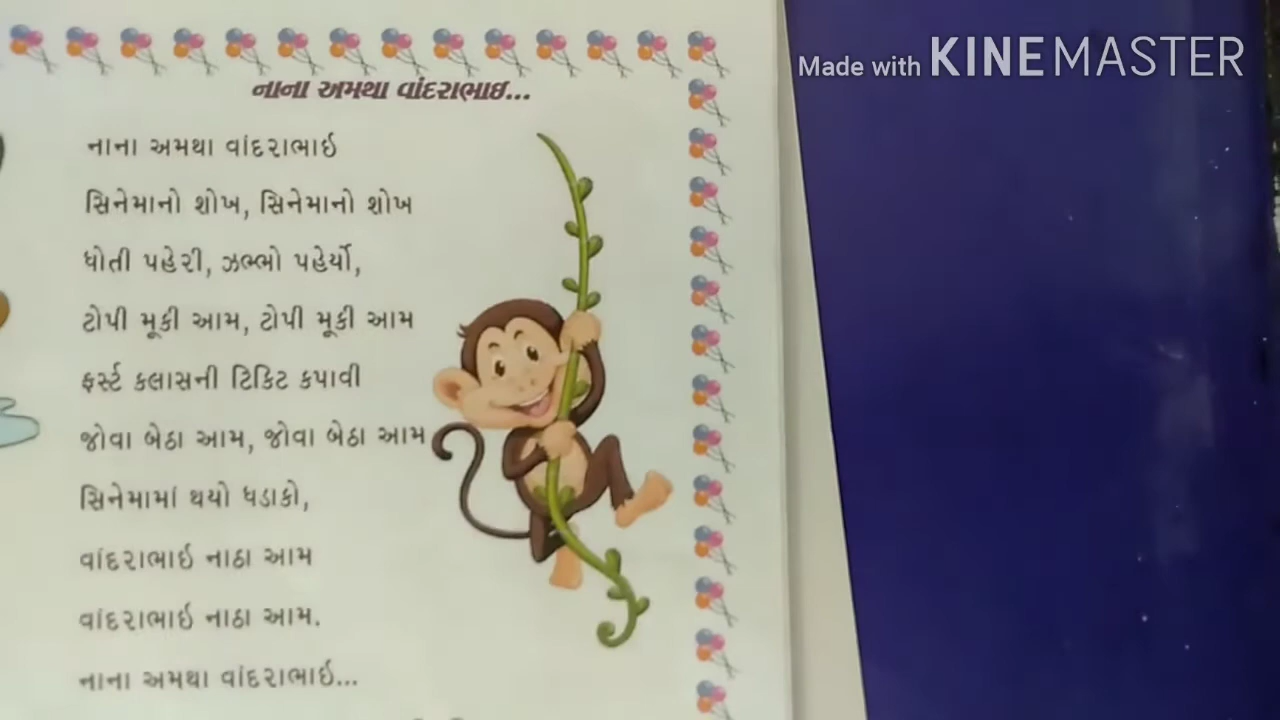 Made with KINEMASTER
નાના અમથા વાંદરાભાઇ...
નાના અમથા વાંદરાભાઈ
સિનેમાનો શોખ, સિનેમાનો શોખ
ધોતી પહેરી, ઝભ્ભો પહેર્યો,
ટોપી મૂકી આમ, ટોપી મૂકી આમ
ફર્સ્ટ કલાસની ટિકિટ કપાવી
જોવા બેઠા આમ, જોવા બેઠા આમ
સિનેમામાં થયો ધડાકો,
વાંદરાભાઇ નાઠા આમ
વાંદરાભાઇ નાઠા આમ.
નાના અમથા વાંદરાભાઇ...